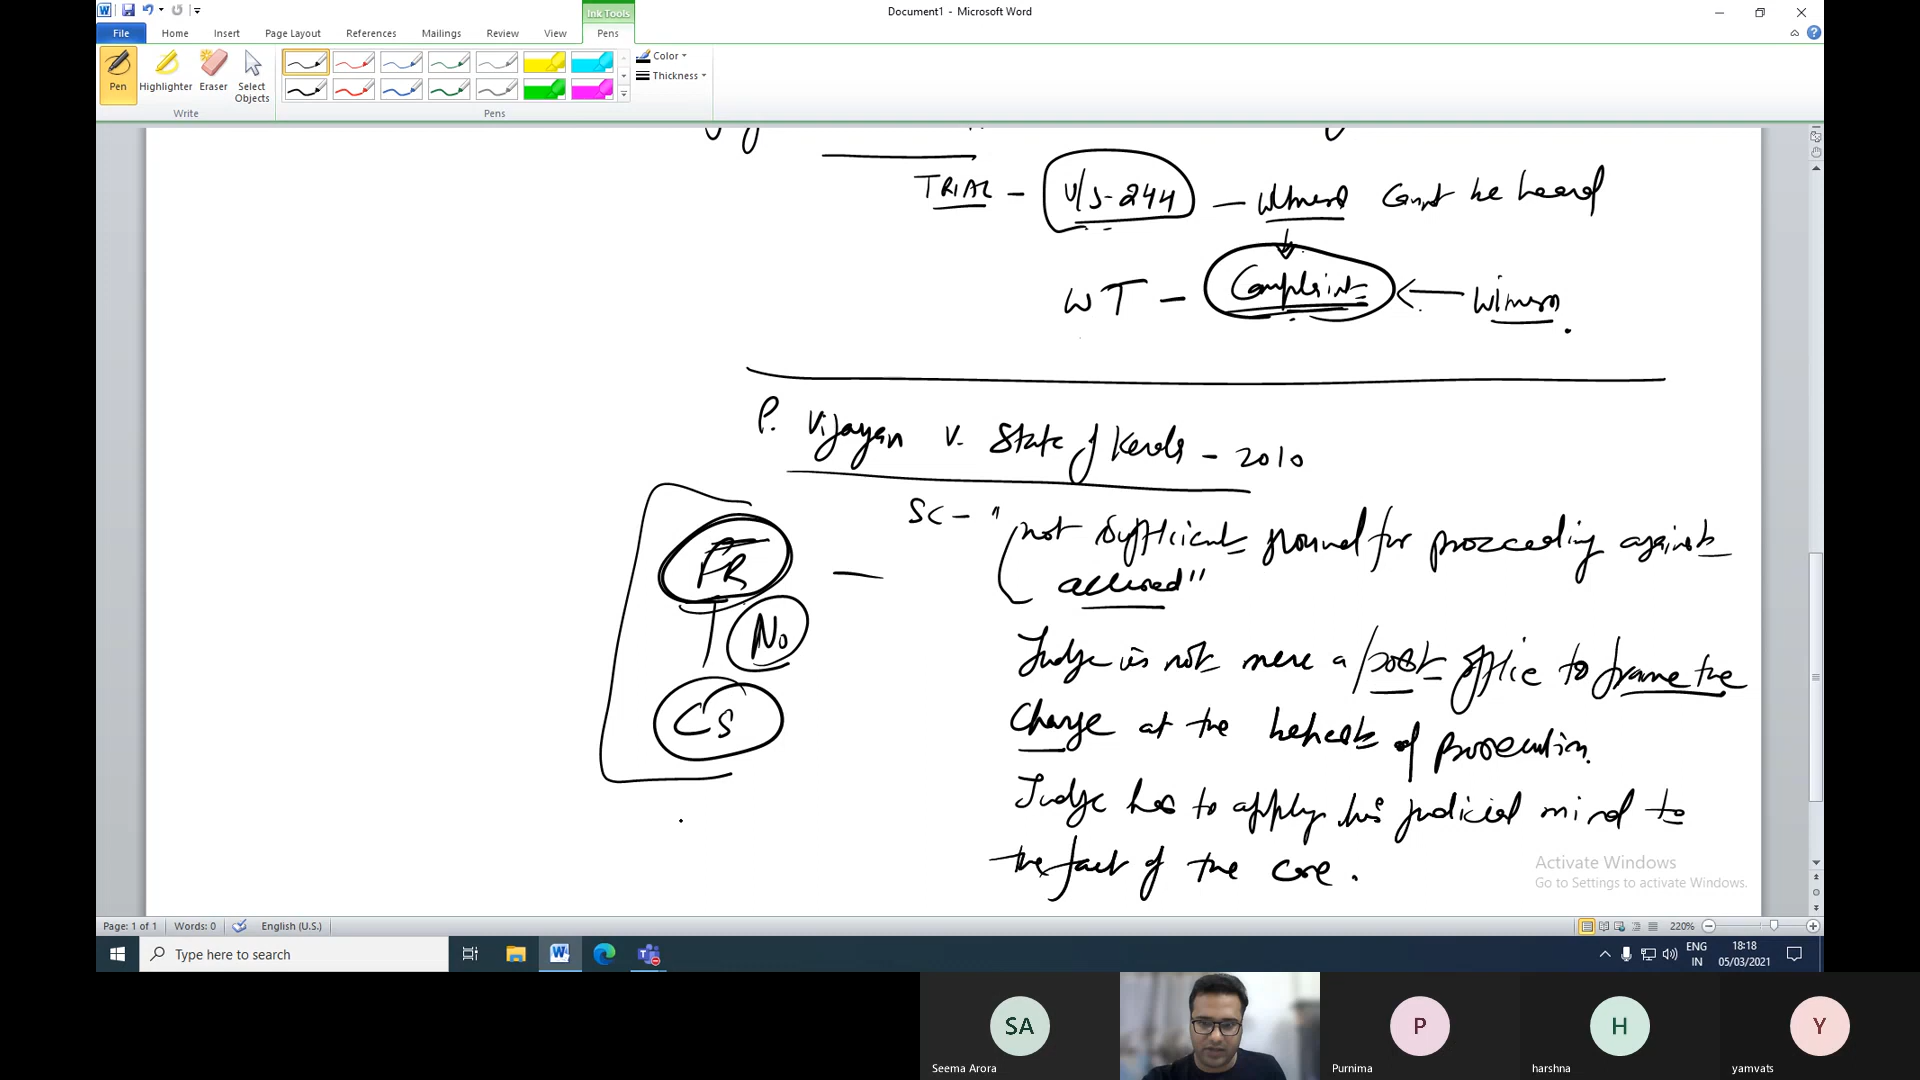 Document1 - Microsoft Word
Ink Tools
File Home Insert Page Layout References Mailings Review View Pens
Pen Highlighter Eraser Select Objects
Color
Thickness
Write Pens
TRIAL - U/S-244 - Witness Cannot be heard
WT - Complaint Witness.
P. Vijayan v. State of Kerala - 2010
SC - "not sufficient ground for proceeding against
accused"
FR
No
CS
Judge is not mere a post office to frame the
Charge at the behest of prosecution.
Judge has to apply his judicial mind to
the fact of the case.
Activate Windows
Go to Settings to activate Windows.
Page: 1 of 1 Words: 0 English (U.S.) 220%
Type here to search
ENG
IN
18:18
05/03/2021
SA P H Y
Seema Arora Purnima harshna yamvats